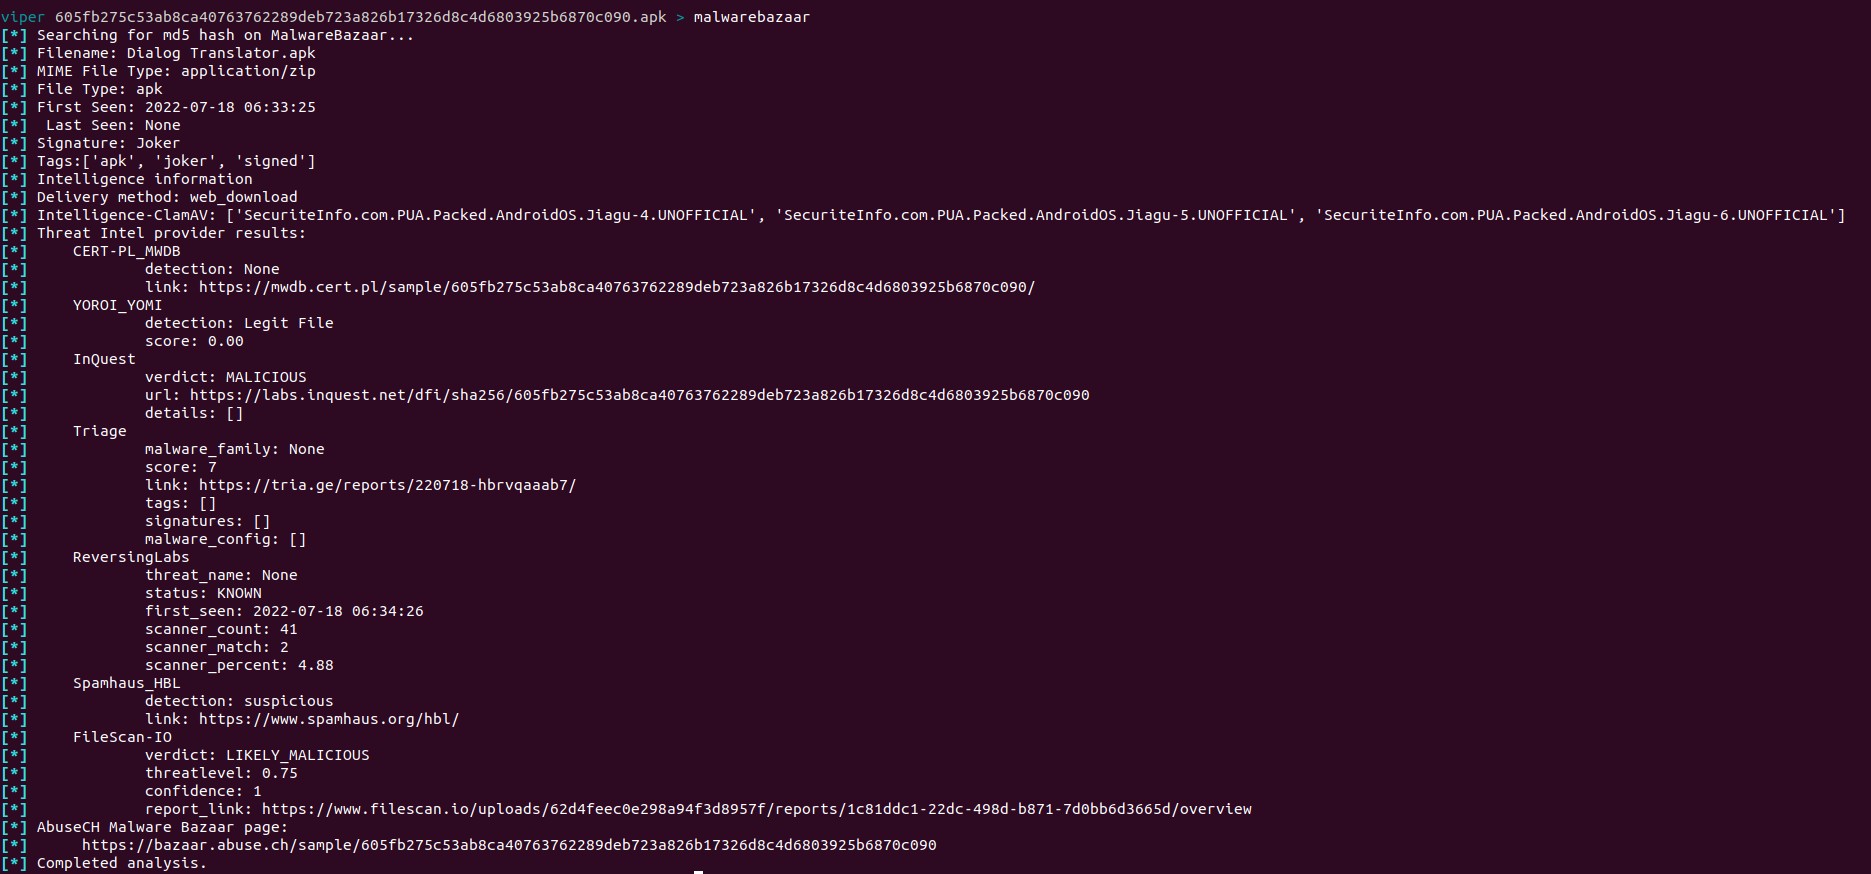 viper 605fb275c53ab8ca40763762289deb723a826b17326d8c4d6803925b6870c090.apk > malwarebazaar
[*] Searching for md5 hash on MalwareBazaar...
[*] Filename: Dialog Translator.apk
[*] MIME File Type: application/zip
[*] File Type: apk
[*] First Seen: 2022-07-18 06:33:25
[*]  Last Seen: None
[*] Signature: Joker
[*] Tags:['apk', 'joker', 'signed']
[*] Intelligence information
[*] Delivery method: web_download
[*] Intelligence-ClamAV: ['SecuriteInfo.com.PUA.Packed.AndroidOS.Jiagu-4.UNOFFICIAL', 'SecuriteInfo.com.PUA.Packed.AndroidOS.Jiagu-5.UNOFFICIAL', 'SecuriteInfo.com.PUA.Packed.AndroidOS.Jiagu-6.UNOFFICIAL']
[*] Threat Intel provider results:
[*]     CERT-PL_MWDB
[*]             detection: None
[*]             link: https://mwdb.cert.pl/sample/605fb275c53ab8ca40763762289deb723a826b17326d8c4d6803925b6870c090/
[*]     YOROI_YOMI
[*]             detection: Legit File
[*]             score: 0.00
[*]     InQuest
[*]             verdict: MALICIOUS
[*]             url: https://labs.inquest.net/dfi/sha256/605fb275c53ab8ca40763762289deb723a826b17326d8c4d6803925b6870c090
[*]             details: []
[*]     Triage
[*]             malware_family: None
[*]             score: 7
[*]             link: https://tria.ge/reports/220718-hbrvqaaab7/
[*]             tags: []
[*]             signatures: []
[*]             malware_config: []
[*]     ReversingLabs
[*]             threat_name: None
[*]             status: KNOWN
[*]             first_seen: 2022-07-18 06:34:26
[*]             scanner_count: 41
[*]             scanner_match: 2
[*]             scanner_percent: 4.88
[*]     Spamhaus_HBL
[*]             detection: suspicious
[*]             link: https://www.spamhaus.org/hbl/
[*]     FileScan-IO
[*]             verdict: LIKELY_MALICIOUS
[*]             threatlevel: 0.75
[*]             confidence: 1
[*]             report_link: https://www.filescan.io/uploads/62d4feec0e298a94f3d8957f/reports/1c81ddc1-22dc-498d-b871-7d0bb6d3665d/overview
[*] AbuseCH Malware Bazaar page:
[*]      https://bazaar.abuse.ch/sample/605fb275c53ab8ca40763762289deb723a826b17326d8c4d6803925b6870c090
[*] Completed analysis.